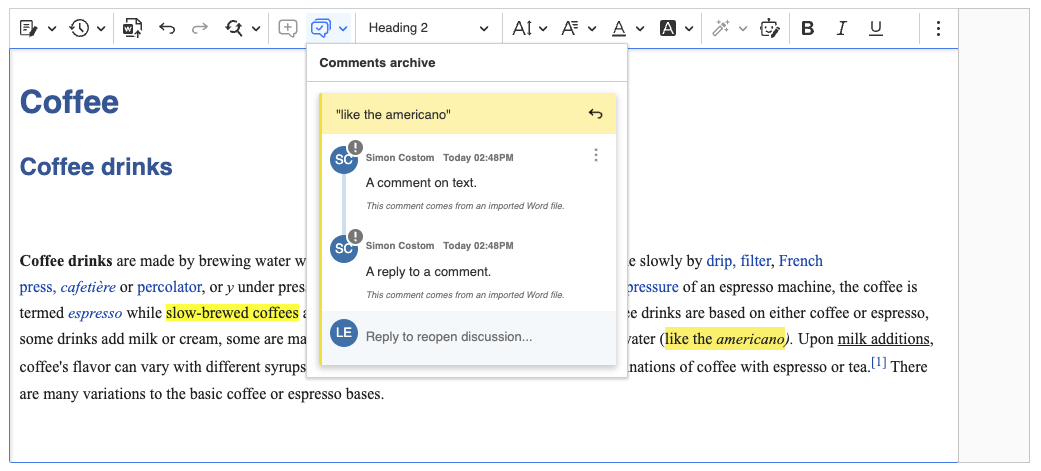 Heading 2
A
A
A
A
B I U
Comments archive
"like the americano"
SC ! Simon Costom Today 02:48PM
A comment on text.
This comment comes from an imported Word file.
SC ! Simon Costom Today 02:48PM
A reply to a comment.
This comment comes from an imported Word file.
LE Reply to reopen discussion...
Coffee
Coffee drinks
Coffee drinks are made by brewing water w e slowly by drip, filter, French
press, cafetière or percolator, or y under pres pressure of an espresso machine, the coffee is
termed espresso while slow-brewed coffees ee drinks are based on either coffee or espresso,
some drinks add milk or cream, some are ma vater (like the americano). Upon milk additions,
coffee's flavor can vary with different syrups nations of coffee with espresso or tea.[1] There
are many variations to the basic coffee or espresso bases.